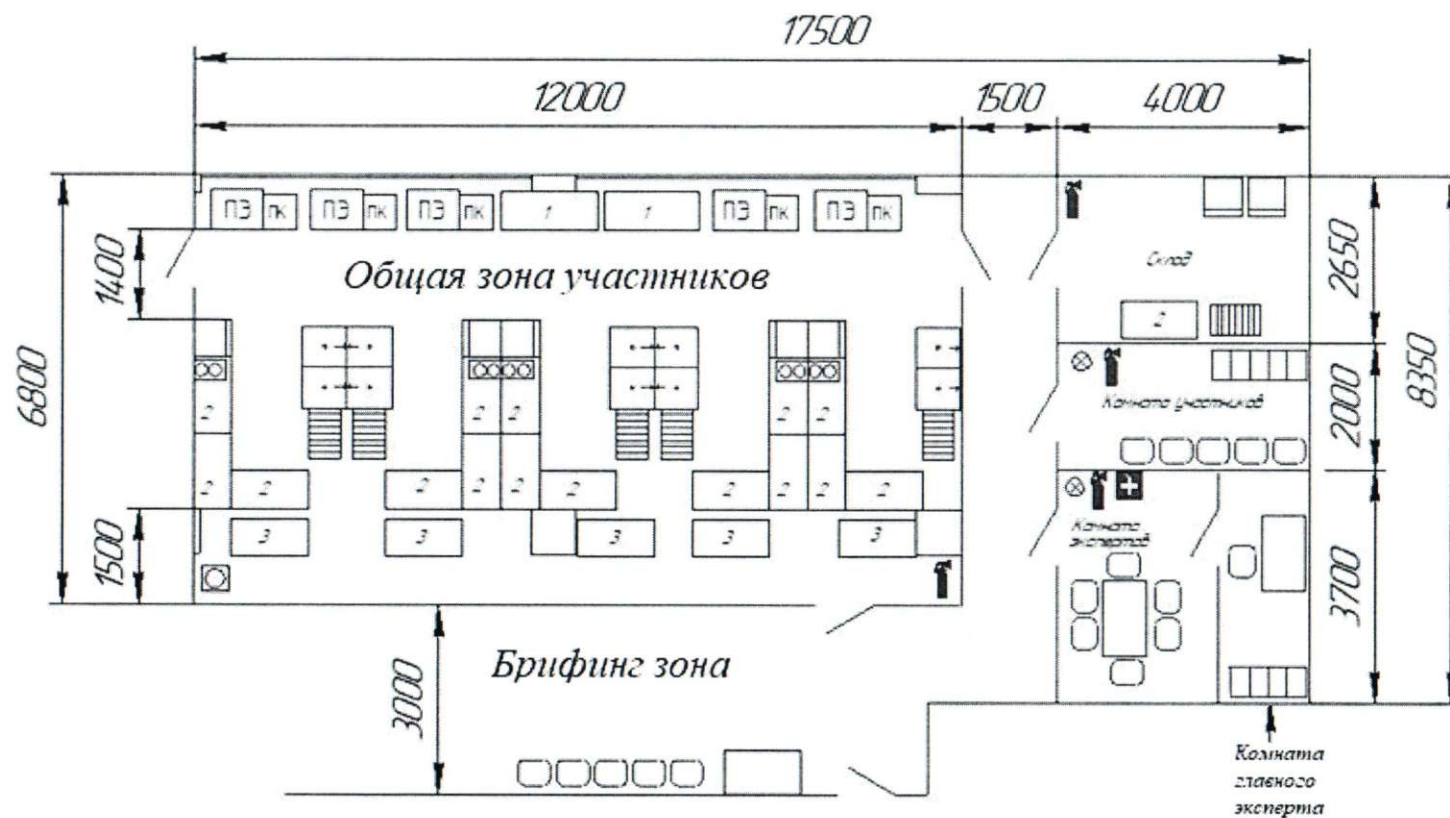 17500
12000 1500 4000
ПЭ ПК ПЭ ПК ПЭ ПК 1 1 ПЭ ПК ПЭ ПК
1400
Общая зона участников
Склад
2650
2
6800
8350
2000
Комната участников
2 2 2 2 2
2 2 2 2 2 2 2 2 2 2
1500
3 3 3 3 3
Комната
экспертов
3700
3000
Брифинг зона
Комната
главного
эксперта